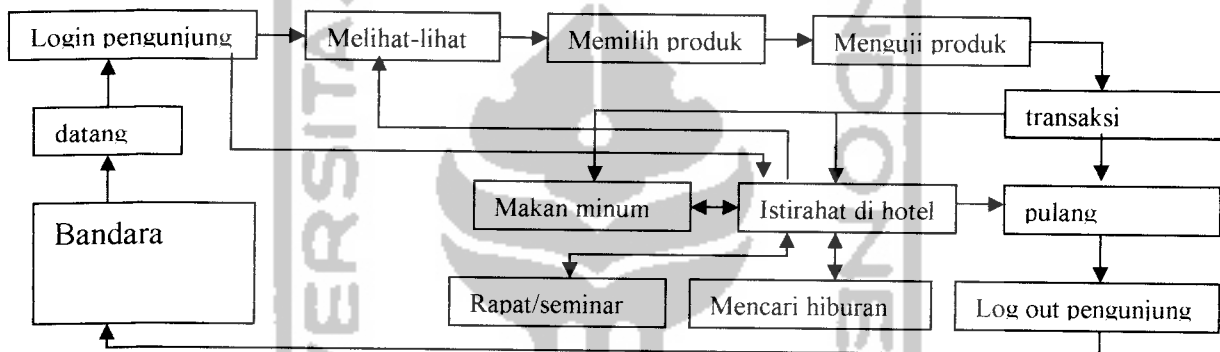 Login pengunjung
Melihat-lihat
Memilih produk
Menguji produk
datang
transaksi
Makan minum
Istirahat di hotel
pulang
Bandara
Rapat/seminar
Mencari hiburan
Log out pengunjung